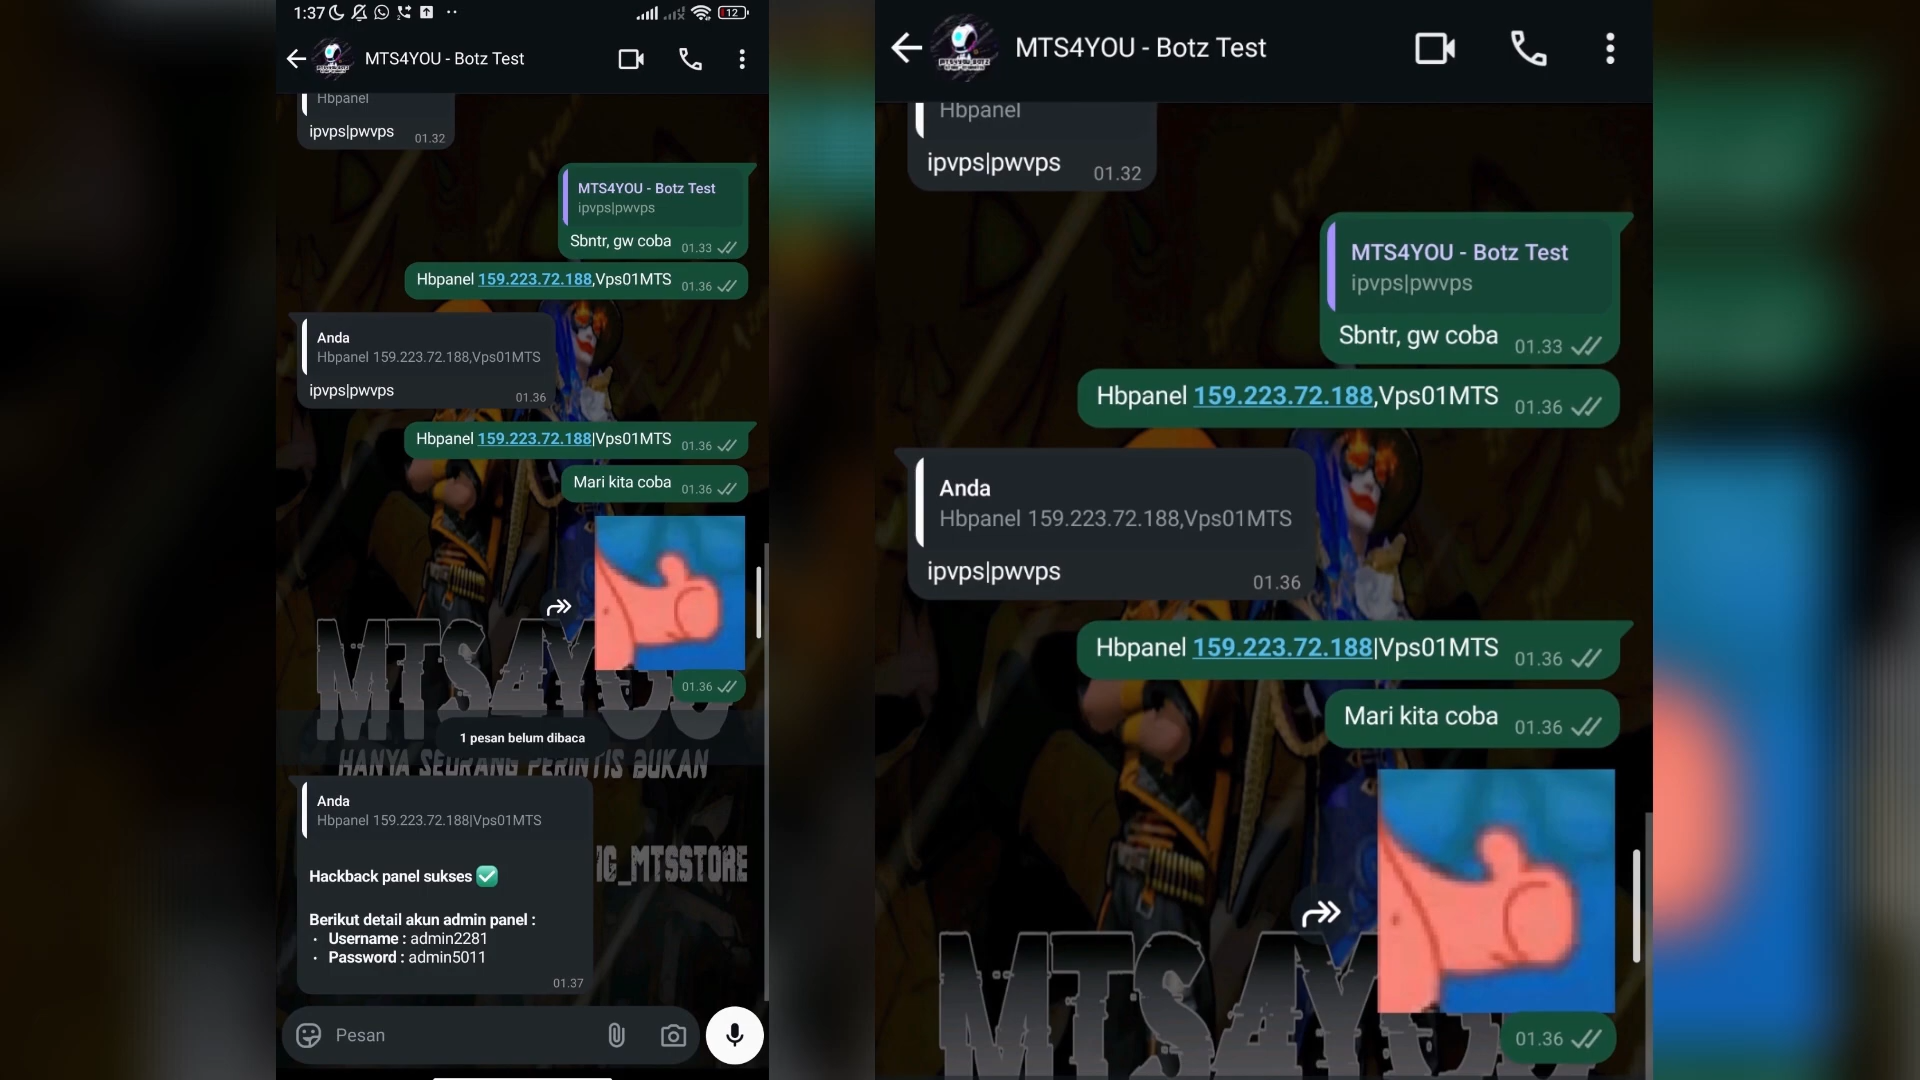 1:37
12
MTS4YOU - Botz Test
Hbpanel
ipvps|pwvps 01.32
MTS4YOU - Botz Test
ipvps|pwvps
Sbntr, gw coba 01.33
Hbpanel 159.223.72.188,Vps01MTS 01.36
Anda
Hbpanel 159.223.72.188,Vps01MTS
ipvps|pwvps 01.36
Hbpanel 159.223.72.188|Vps01MTS 01.36
Mari kita coba 01.36
01.36
MTS4YOU
1 pesan belum dibaca
HANYA SEORANG PERINTIS BUKAN
Anda
Hbpanel 159.223.72.188|Vps01MTS
IG_MTSSTORE
Hackback panel sukses ✅
Berikut detail akun admin panel :
• Username : admin2281
• Password : admin5011
01.37
Pesan
MTS4YOU - Botz Test
Hbpanel
ipvps|pwvps 01.32
MTS4YOU - Botz Test
ipvps|pwvps
Sbntr, gw coba 01.33
Hbpanel 159.223.72.188,Vps01MTS 01.36
Anda
Hbpanel 159.223.72.188,Vps01MTS
ipvps|pwvps 01.36
Hbpanel 159.223.72.188|Vps01MTS 01.36
Mari kita coba 01.36
MTS4YOU
01.36